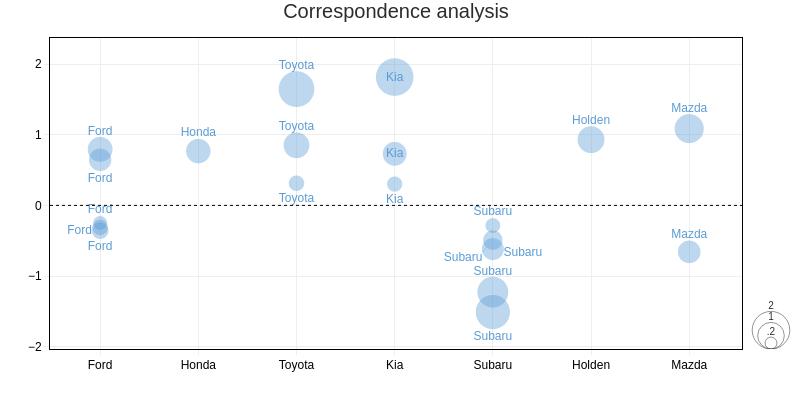 Correspondence analysis
2
Toyota
Kia
Mazda
Holden
1
Ford
Honda
Toyota
Kia
Ford
Toyota
Kia
0
Ford
Subaru
Ford
Mazda
Ford
Subaru
Subaru
−1
Subaru
2
1
.2
Subaru
−2
Ford
Honda
Toyota
Kia
Subaru
Holden
Mazda